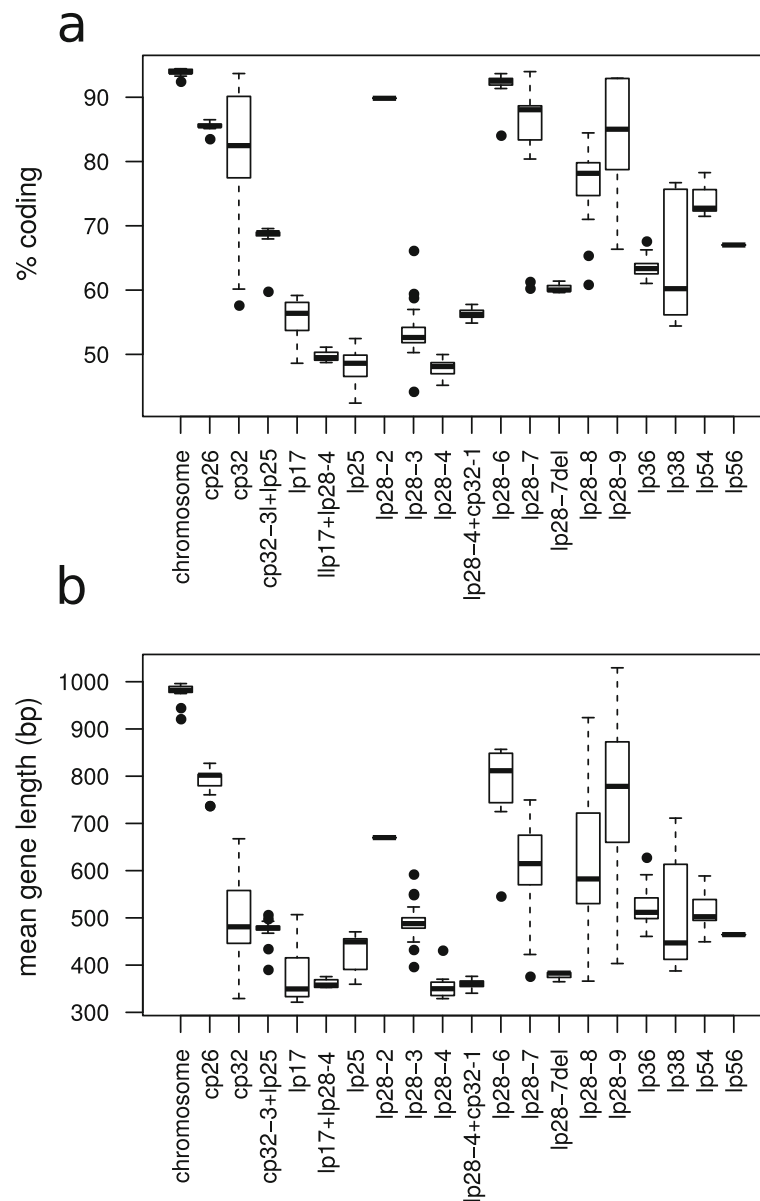 a
% coding
90
80
70
60
50
chromosome
cp26
cp32
cp32−3l+lp25
lp17
llp17+lp28-4
lp25
lp28−2
lp28−3
lp28−4
lp28−4+cp32-1
lp28−6
lp28−7
lp28−7del
lp28−8
lp28−9
lp36
lp38
lp54
lp56
b
mean gene length (bp)
1000
900
800
700
600
500
400
300
chromosome
cp26
cp32
cp32−3+lp25
lp17
lp17+lp28-4
lp25
lp28−2
lp28−3
lp28−4
lp28−4+cp32-1
lp28−6
lp28−7
lp28−7del
lp28−8
lp28−9
lp36
lp38
lp54
lp56